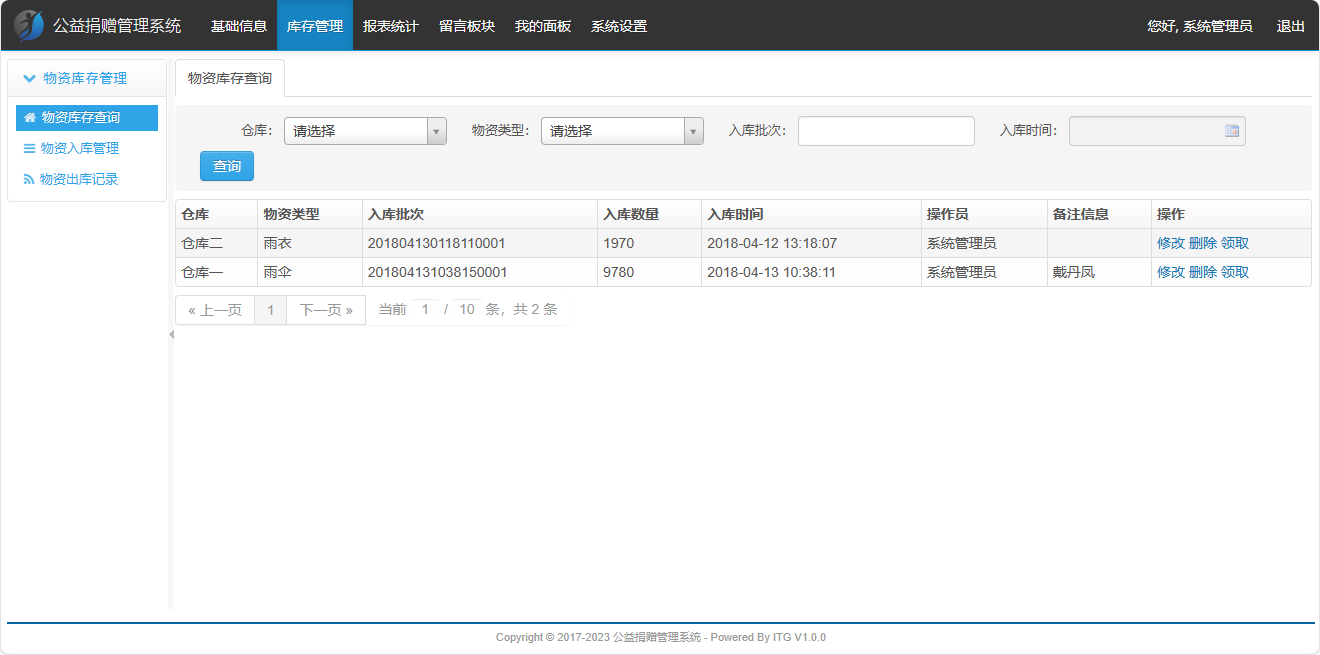 公益捐赠管理系统 基础信息 库存管理 报表统计 留言板块 我的面板 系统设置 您好, 系统管理员 退出
物资库存管理
物资库存查询
物资入库管理
物资出库记录
物资库存查询
仓库: 请选择 物资类型: 请选择 入库批次: 入库时间:
查询
仓库 物资类型 入库批次 入库数量 入库时间 操作员 备注信息 操作
仓库二 雨衣 201804130118110001 1970 2018-04-12 13:18:07 系统管理员 修改 删除 领取
仓库一 雨伞 201804131038150001 9780 2018-04-13 10:38:11 系统管理员 戴丹凤 修改 删除 领取
« 上一页 1 下一页 » 当前 1 / 10 条，共 2 条
Copyright © 2017-2023 公益捐赠管理系统 - Powered By ITG V1.0.0